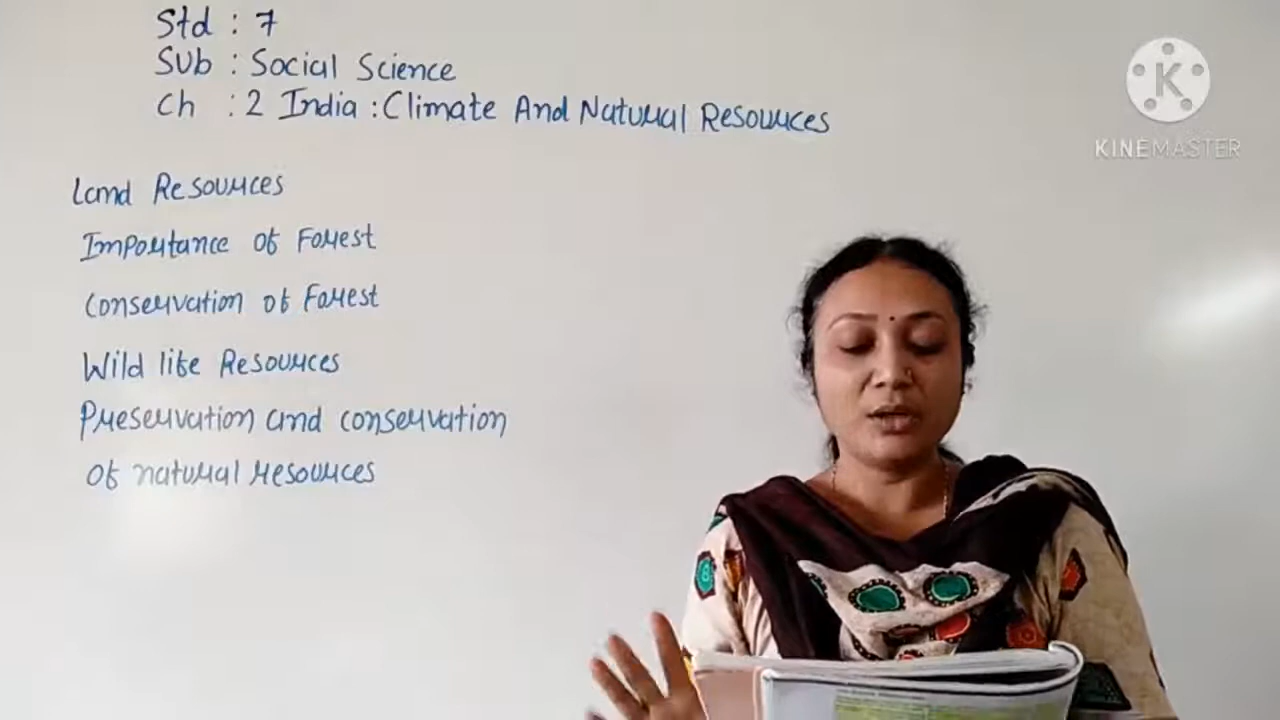 Std : 7
Sub : Social Science
Ch : 2 India : Climate And Natural Resources
K
KINEMASTER
Land Resources
Importance of Forest
Conservation of Forest
Wild life Resources
Preservation and conservation
of natural resources